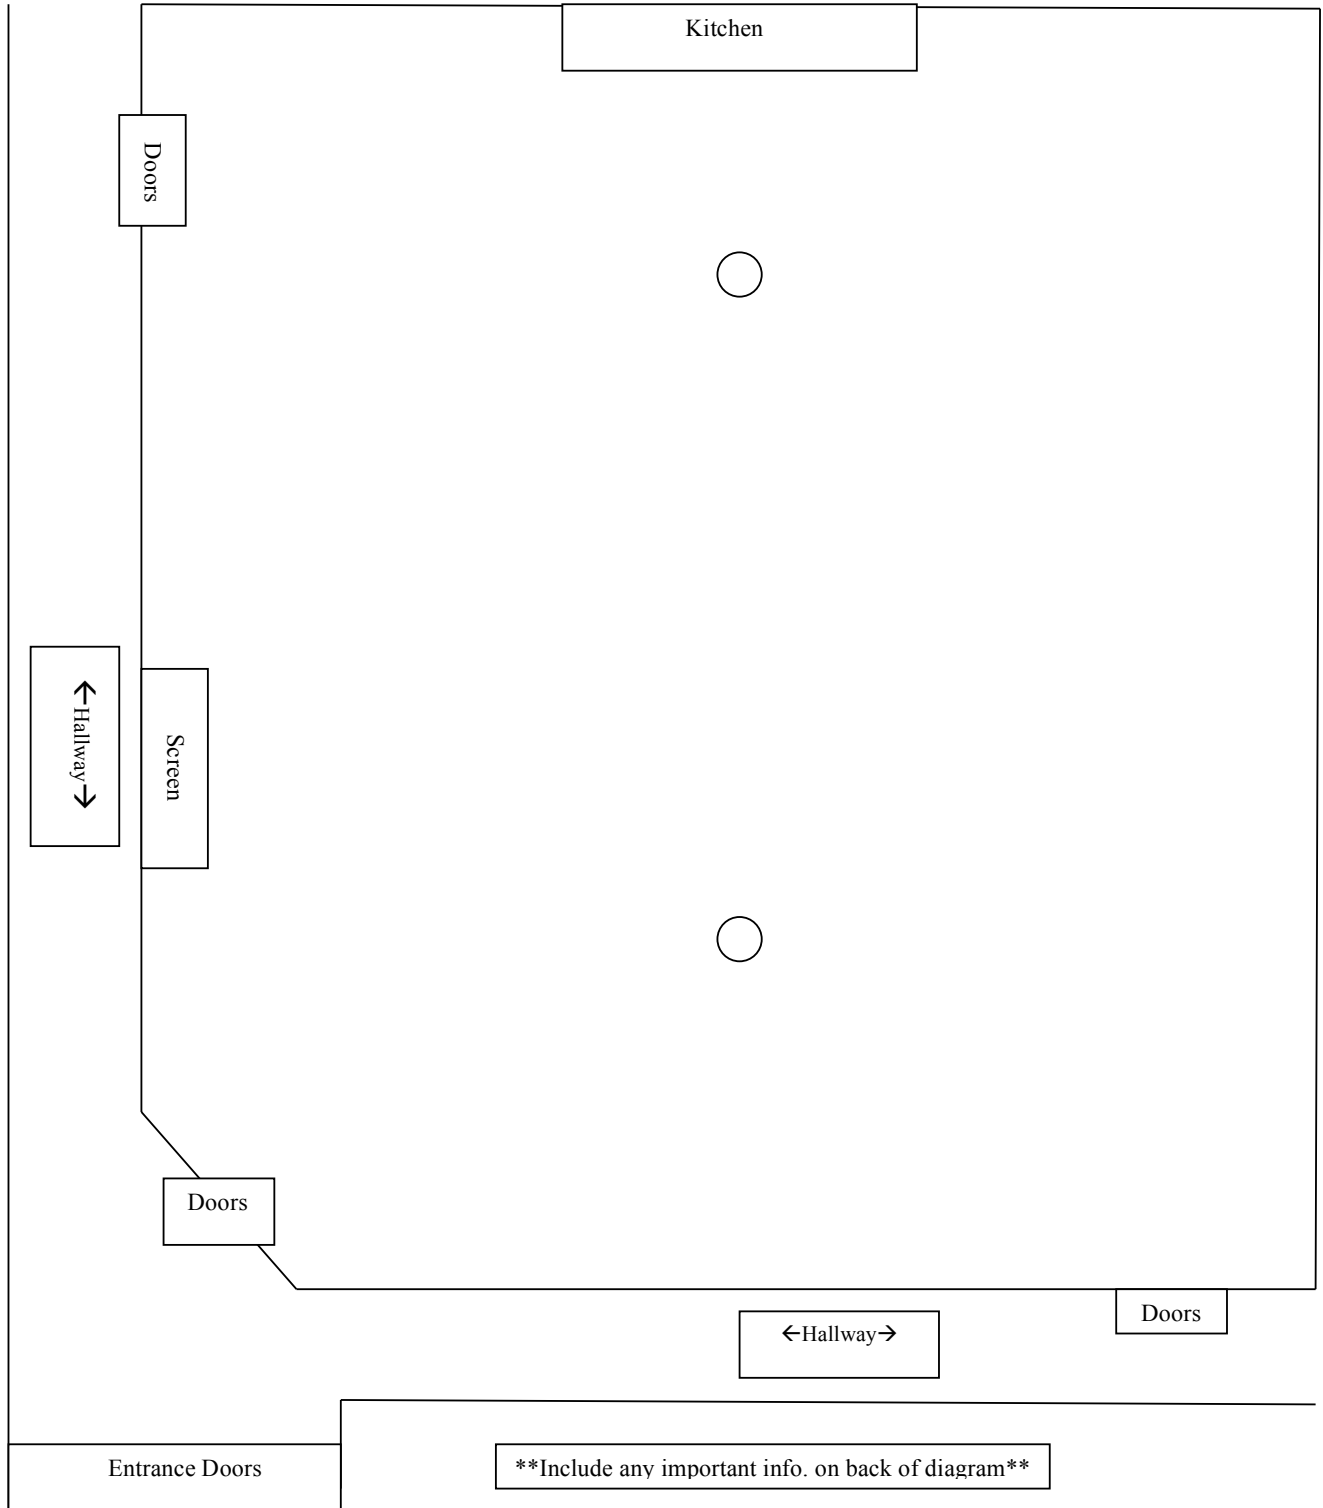 Kitchen
Doors
←Hallway→
Screen
Doors
Doors
←Hallway→
Entrance Doors
**Include any important info. on back of diagram**